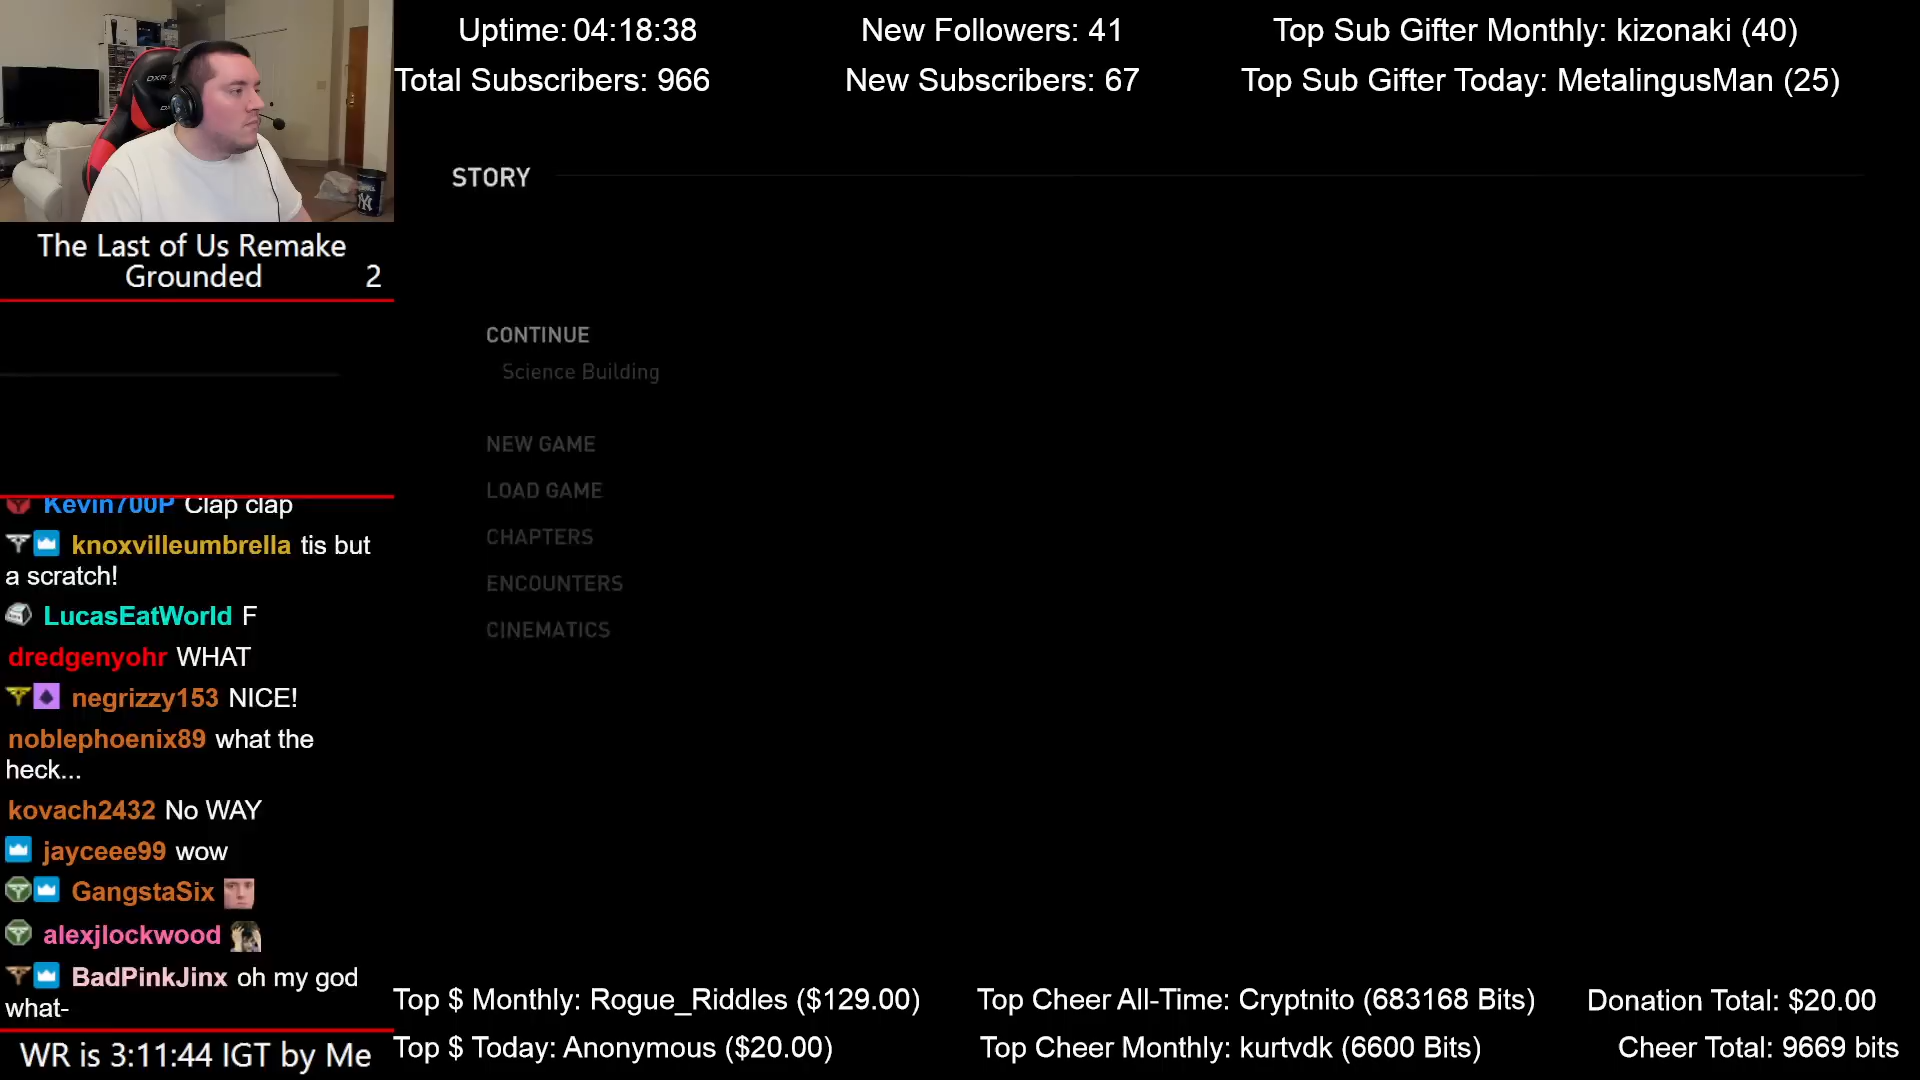 Uptime: 04:18:38
New Followers: 41
Top Sub Gifter Monthly: kizonaki (40)
Total Subscribers: 966
New Subscribers: 67
Top Sub Gifter Today: MetalingusMan (25)
The Last of Us Remake
Grounded 2
STORY
CONTINUE
Science Building
NEW GAME
LOAD GAME
CHAPTERS
ENCOUNTERS
CINEMATICS
Kevin700P Clap clap
knoxvilleumbrella tis but
a scratch!
LucasEatWorld F
dredgenyohr WHAT
negrizzy153 NICE!
noblephoenix89 what the
heck...
kovach2432 No WAY
jayceee99 wow
GangstaSix
alexjlockwood
BadPinkJinx oh my god
what-
WR is 3:11:44 IGT by Me
Top $ Monthly: Rogue_Riddles ($129.00)
Top Cheer All-Time: Cryptnito (683168 Bits)
Donation Total: $20.00
Top $ Today: Anonymous ($20.00)
Top Cheer Monthly: kurtvdk (6600 Bits)
Cheer Total: 9669 bits